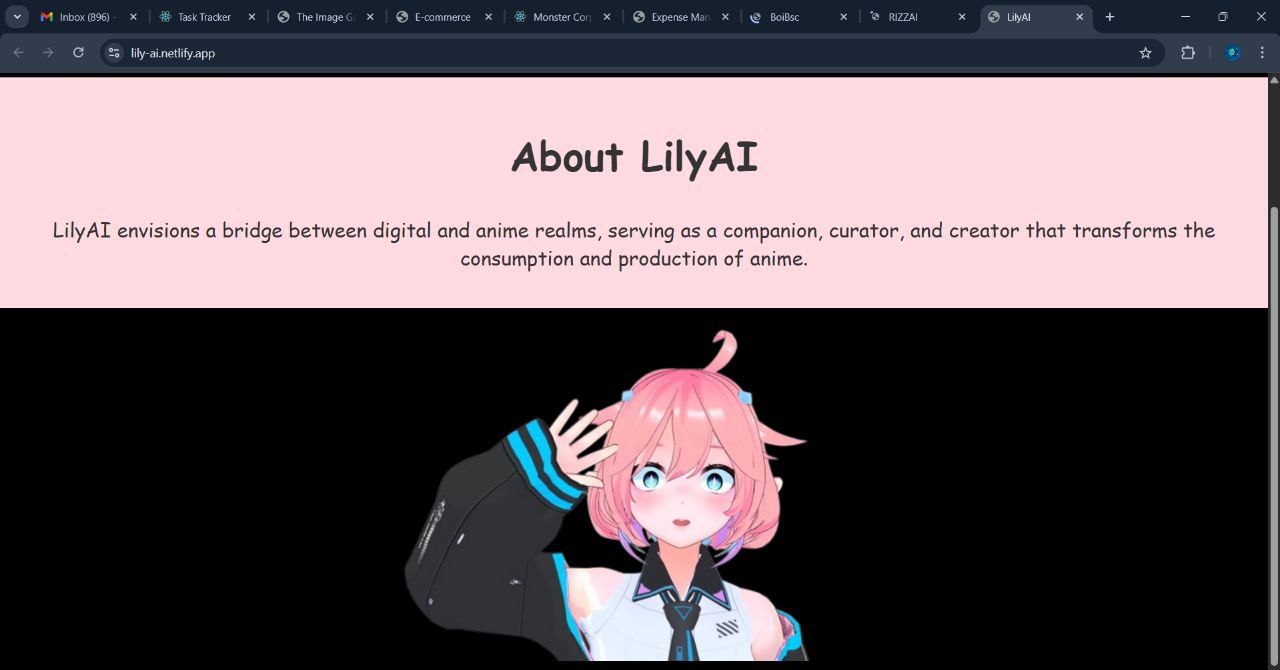 Inbox (896) -
Task Tracker
The Image Ga
E-commerce
Monster Corp
Expense Man
BoiBsc
RIZZAI
LilyAI
lily-ai.netlify.app
About LilyAI
LilyAI envisions a bridge between digital and anime realms, serving as a companion, curator, and creator that transforms the
consumption and production of anime.